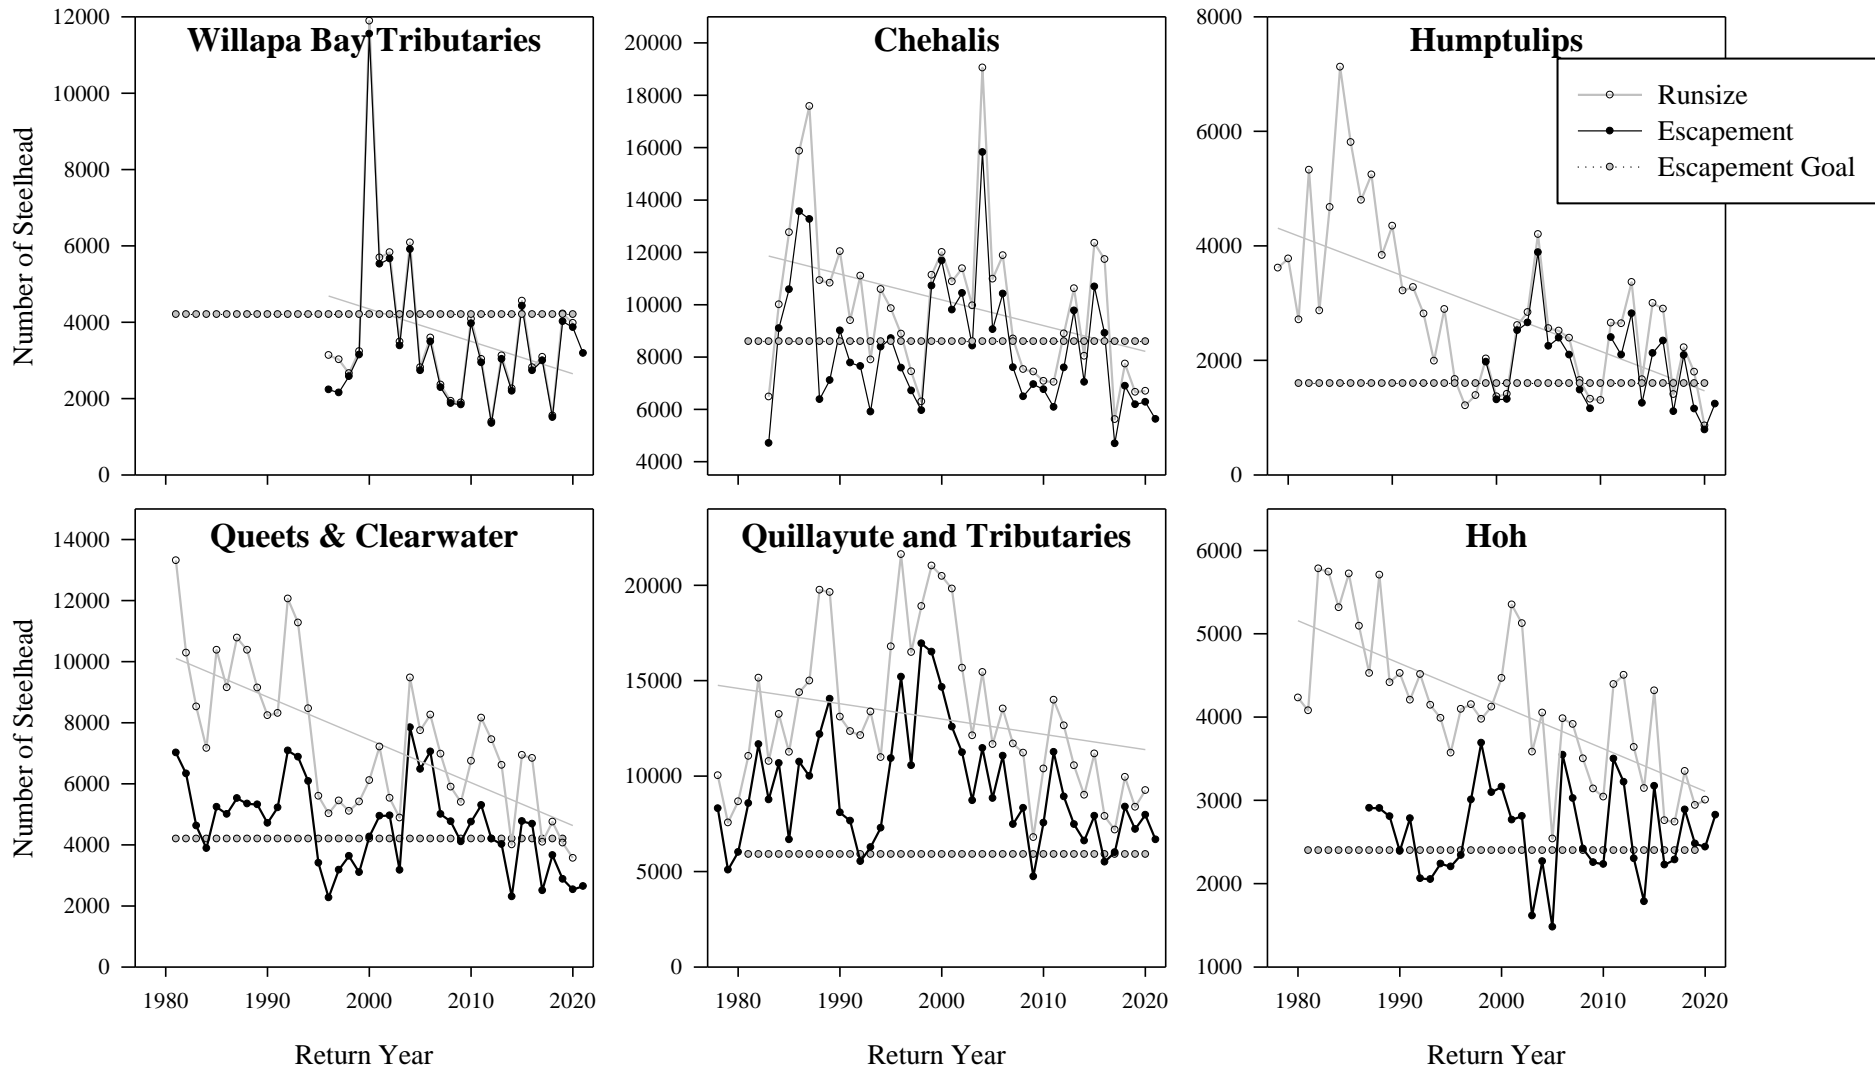 Willapa Bay Tributaries
Chehalis
Humptulips
Number of Steelhead
12000
10000
8000
6000
4000
2000
0
20000
18000
16000
14000
12000
10000
8000
6000
4000
8000
6000
4000
2000
0
Runsize
Escapement
Escapement Goal
Queets & Clearwater
Quillayute and Tributaries
Hoh
Number of Steelhead
14000
12000
10000
8000
6000
4000
2000
0
20000
15000
10000
5000
0
6000
5000
4000
3000
2000
1000
1980 1990 2000 2010 2020
1980 1990 2000 2010 2020
1980 1990 2000 2010 2020
Return Year
Return Year
Return Year